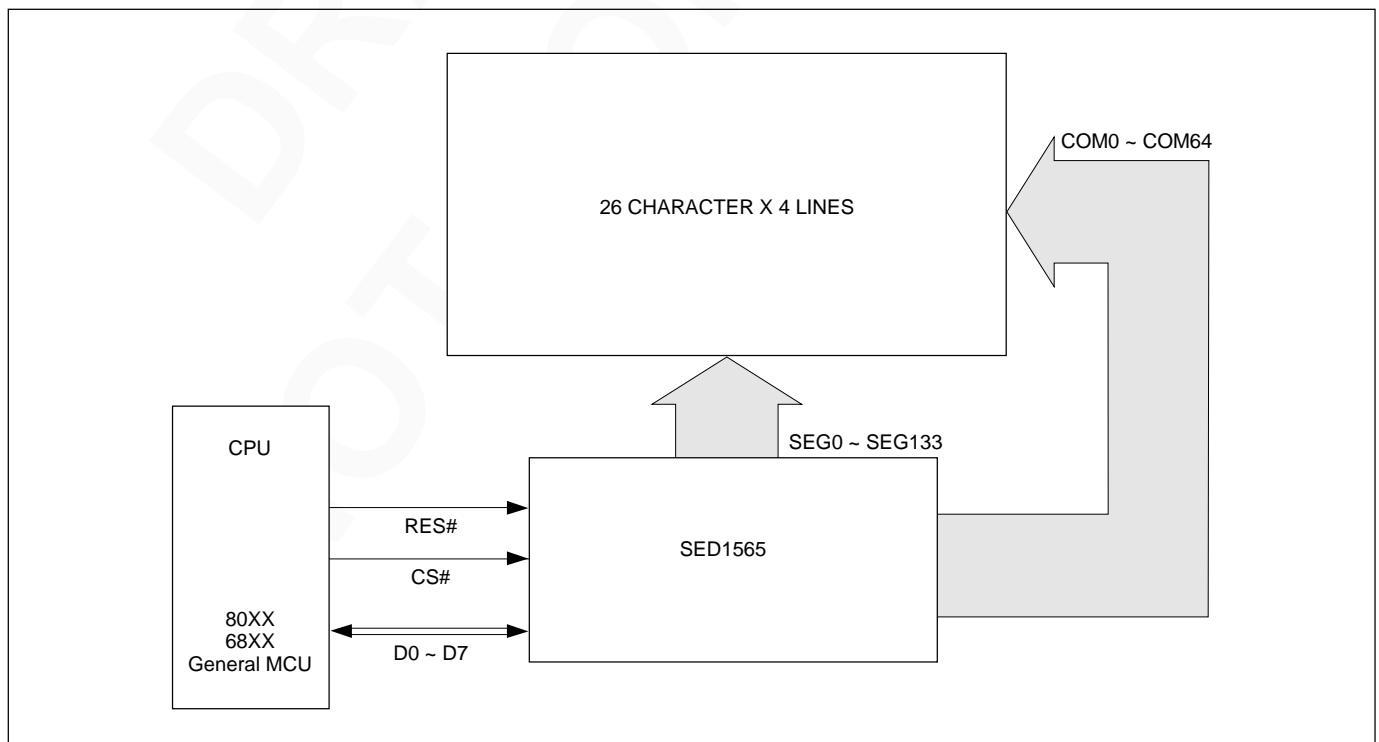 COM0 ~ COM64
26 CHARACTER X 4 LINES
SEG0 ~ SEG133
CPU
RES#
CS#
D0 ~ D7
80XX
68XX
General MCU
SED1565